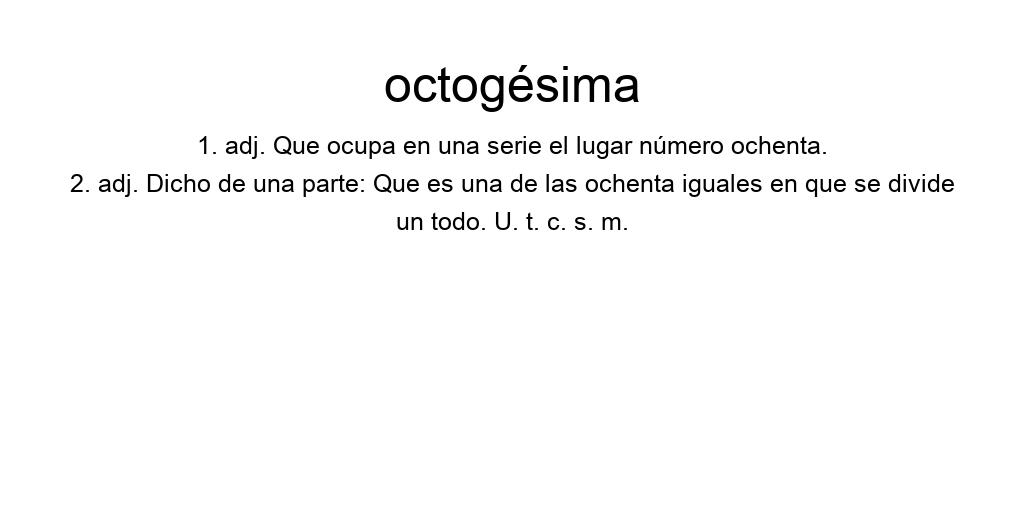 octogésima
1. adj. Que ocupa en una serie el lugar número ochenta.
2. adj. Dicho de una parte: Que es una de las ochenta iguales en que se divide
un todo. U. t. c. s. m.